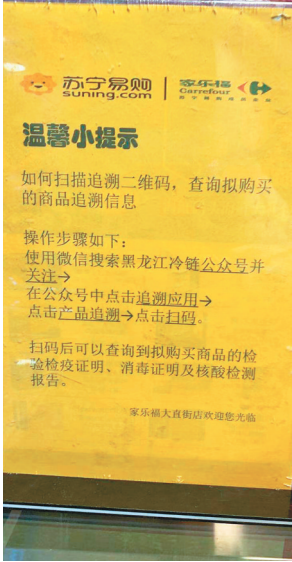 苏宁易购
suning.com
家乐福
Carrefour
温馨小提示
如何扫描追溯二维码，查询拟购买
的商品追溯信息
操作步骤如下：
使用微信搜索黑龙江冷链公众号并
关注→
在公众号中点击追溯应用→
点击产品追溯→点击扫码。
扫码后可以查询到拟购买商品的检
验检疫证明、消毒证明及核酸检测
报告。
家乐福大直街店欢迎您光临